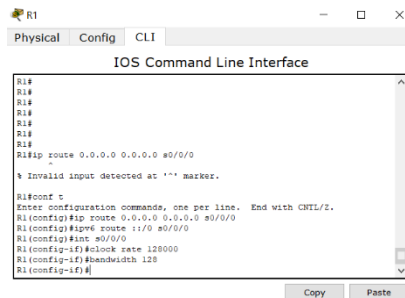 R1
Physical Config CLI
IOS Command Line Interface
R1#
R1#
R1#
R1#
R1#
R1#
R1#
R1#ip route 0.0.0.0 0.0.0.0 s0/0/0
^
% Invalid input detected at '^' marker.
R1#conf t
Enter configuration commands, one per line. End with CNTL/Z.
R1(config)#ip route 0.0.0.0 0.0.0.0 s0/0/0
R1(config)#ipv6 route ::/0 s0/0/0
R1(config)#int s0/0/0
R1(config-if)#clock rate 128000
R1(config-if)#bandwidth 128
R1(config-if)#
Copy Paste